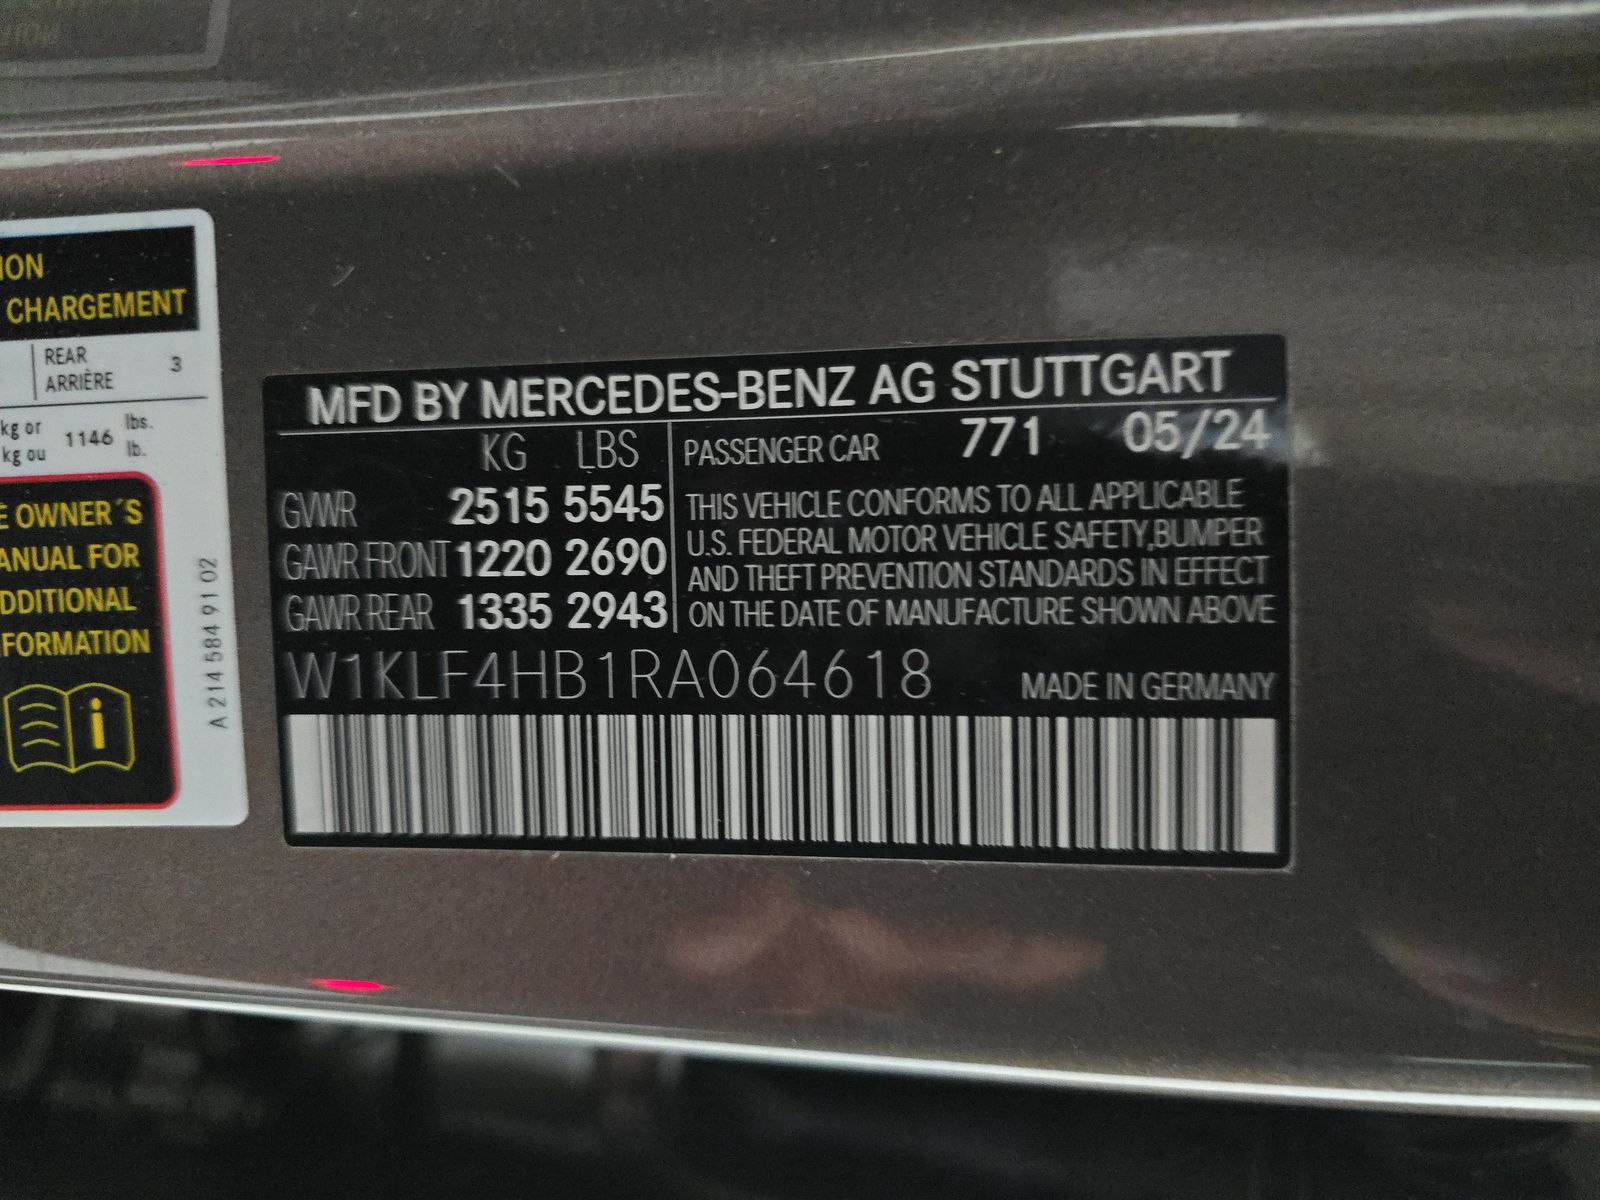 ION
CHARGEMENT
REAR
ARRIÈRE 3
kg or 1146 lbs.
kg ou lb.
E OWNER´S
ANUAL FOR
DDITIONAL
FORMATION
i
A 214 584 91 02
MFD BY MERCEDES-BENZ AG STUTTGART
KG LBS
PASSENGER CAR 771 05/24
GVWR 2515 5545
GAWR FRONT 1220 2690
GAWR REAR 1335 2943
THIS VEHICLE CONFORMS TO ALL APPLICABLE
U.S. FEDERAL MOTOR VEHICLE SAFETY,BUMPER
AND THEFT PREVENTION STANDARDS IN EFFECT
ON THE DATE OF MANUFACTURE SHOWN ABOVE
W1KLF4HB1RA064618
MADE IN GERMANY